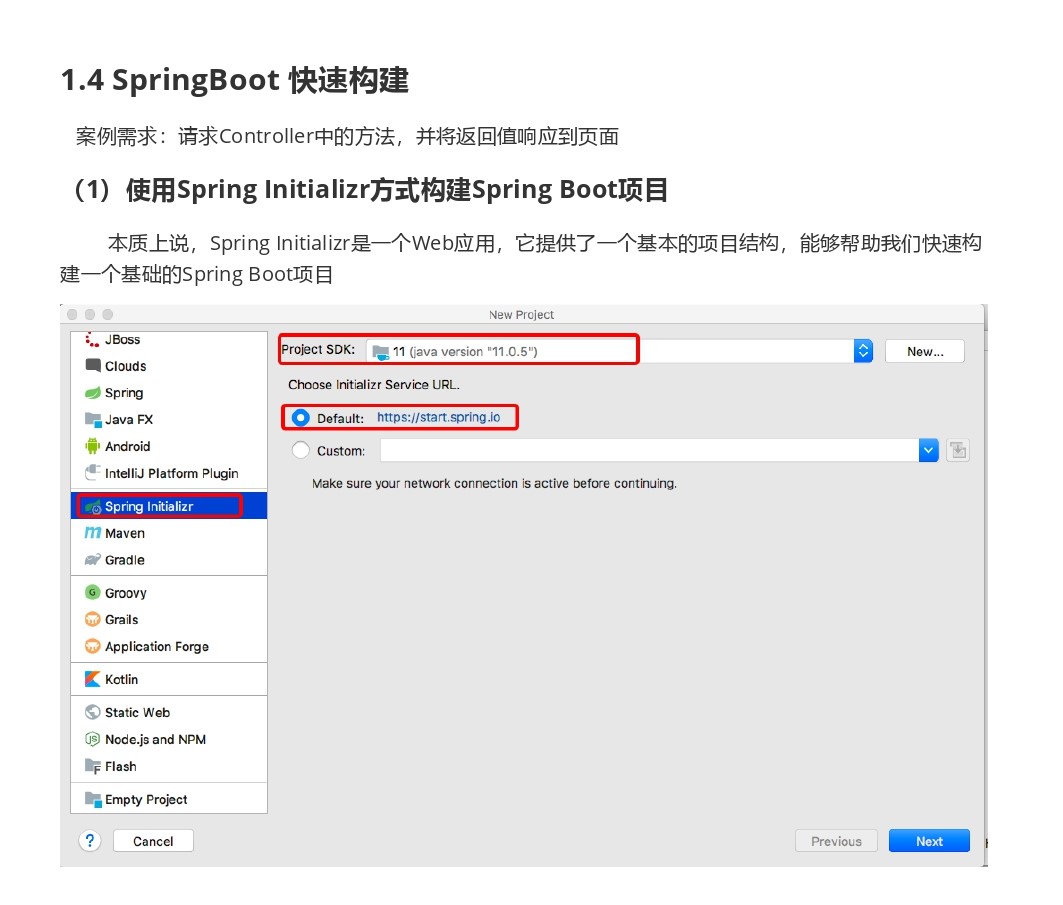 1.4 SpringBoot 快速构建
案例需求：请求Controller中的方法，并将返回值响应到页面
（1）使用Spring Initializr方式构建Spring Boot项目
本质上说，Spring Initializr是一个Web应用，它提供了一个基本的项目结构，能够帮助我们快速构
建一个基础的Spring Boot项目
New Project
JBoss
Clouds
Spring
Java FX
Android
IntelliJ Platform Plugin
Spring Initializr
Maven
Gradle
Groovy
Grails
Application Forge
Kotlin
Static Web
Node.js and NPM
Flash
Empty Project
Project SDK: 11 (java version "11.0.5") New...
Choose Initializr Service URL.
Default: https://start.spring.io
Custom:
Make sure your network connection is active before continuing.
? Cancel Previous Next